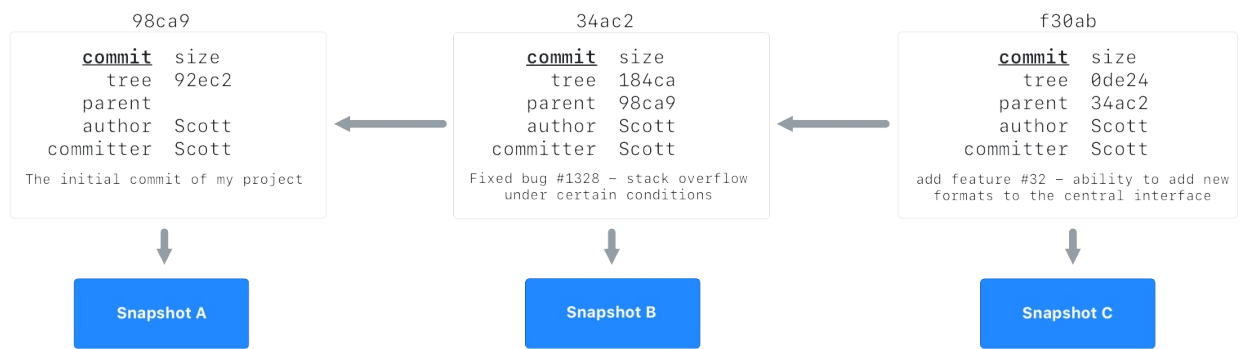 98ca9
commit size
tree 92ec2
parent
author Scott
committer Scott
The initial commit of my project
Snapshot A
34ac2
commit size
tree 184ca
parent 98ca9
author Scott
committer Scott
Fixed bug #1328 – stack overflow
under certain conditions
Snapshot B
f30ab
commit size
tree 0de24
parent 34ac2
author Scott
committer Scott
add feature #32 – ability to add new
formats to the central interface
Snapshot C